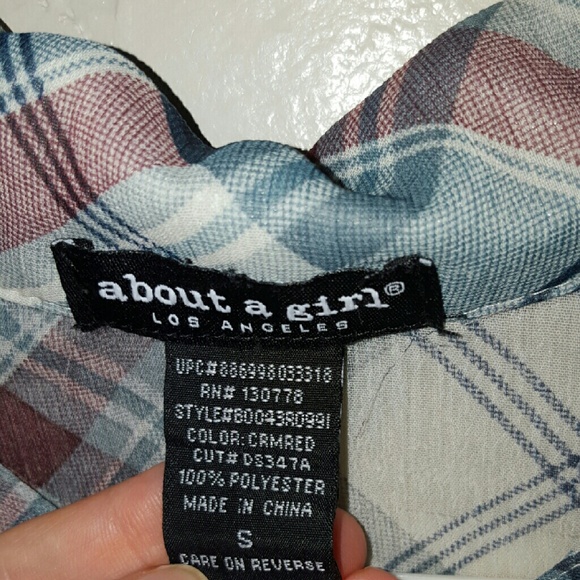 about a girl®
LOS ANGELES
UPC#886998033318
RN# 130778
STYLE#B0043R099I
COLOR:CRMRED
CUT# DS347A
100% POLYESTER
MADE IN CHINA
S
CARE ON REVERSE